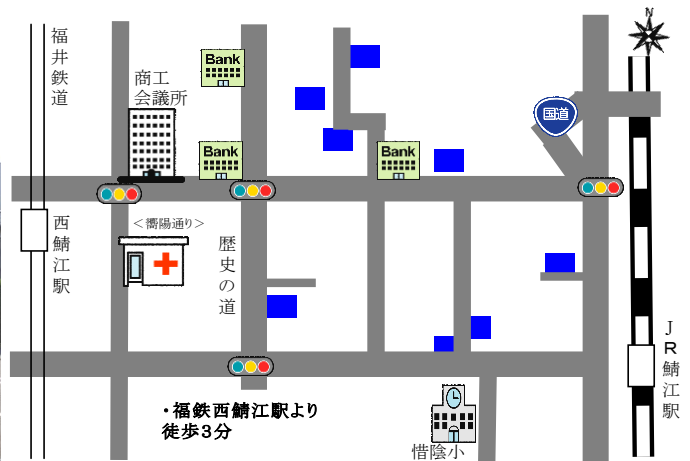 N
福井鉄道
商工
会議所
Bank
Bank
Bank
国道
<嚮陽通り>
西鯖江駅
歴史の道
JR鯖江駅
・福鉄西鯖江駅より
徒歩3分
惜陰小